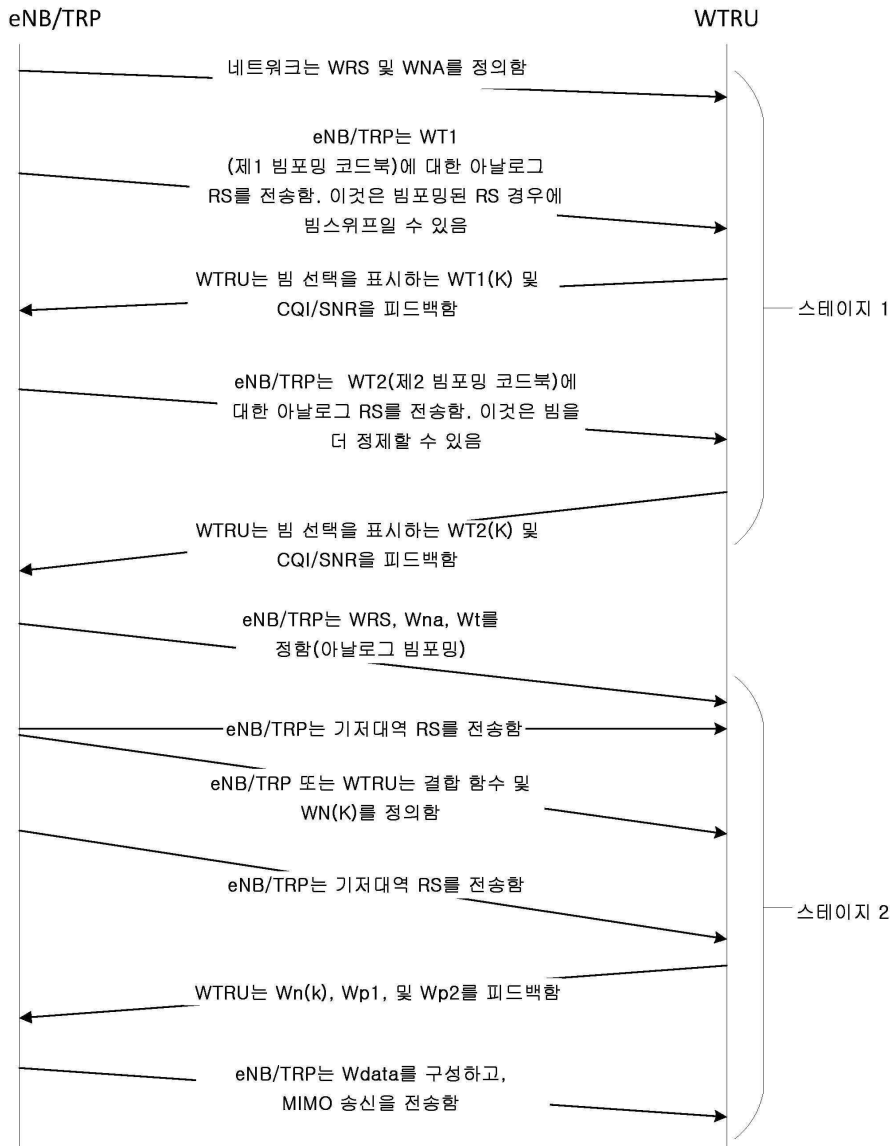 eNB/TRP
WTRU
네트워크는 WRS 및 WNA를 정의함
eNB/TRP는 WT1
(제1 빔포밍 코드북)에 대한 아날로그
RS를 전송함. 이것은 빔포밍된 RS 경우에
빔스위프일 수 있음
WTRU는 빔 선택을 표시하는 WT1(K) 및
CQI/SNR을 피드백함
스테이지 1
eNB/TRP는 WT2(제2 빔포밍 코드북)에
대한 아날로그 RS를 전송함. 이것은 빔을
더 정제할 수 있음
WTRU는 빔 선택을 표시하는 WT2(K) 및
CQI/SNR을 피드백함
eNB/TRP는 WRS, Wna, Wt를
정함(아날로그 빔포밍)
eNB/TRP는 기저대역 RS를 전송함
eNB/TRP 또는 WTRU는 결합 함수 및
WN(K)를 정의함
eNB/TRP는 기저대역 RS를 전송함
스테이지 2
WTRU는 Wn(k), Wp1, 및 Wp2를 피드백함
eNB/TRP는 Wdata를 구성하고,
MIMO 송신을 전송함